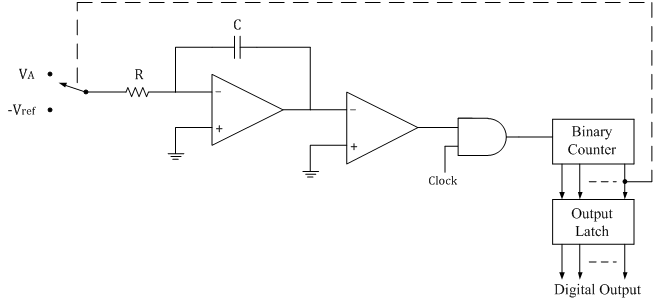 C
VA
R
-Vref
−
+
−
+
Clock
Binary
Counter
Output
Latch
Digital Output